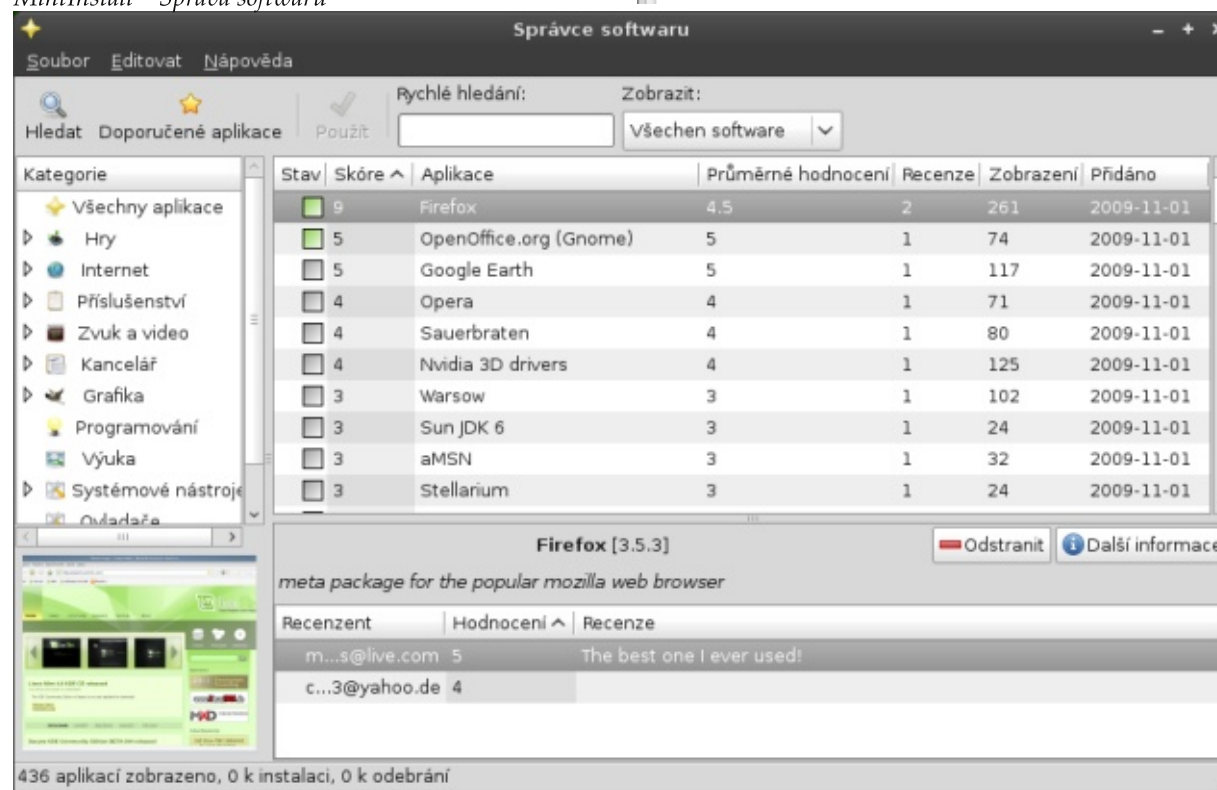 MintInstall – Správa softwaru
Správce softwaru
Soubor Editovat Nápověda
Hledat Doporučené aplikace Použít Rychlé hledání: Zobrazit: Všechen software
Kategorie
Všechny aplikace
Hry
Internet
Příslušenství
Zvuk a video
Kancelář
Grafika
Programování
Výuka
Systémové nástroje
Ovladače
Stav Skóre Aplikace Průměrné hodnocení Recenze Zobrazení Přidáno
9 Firefox 4.5 2 261 2009-11-01
5 OpenOffice.org (Gnome) 5 1 74 2009-11-01
5 Google Earth 5 1 117 2009-11-01
4 Opera 4 1 71 2009-11-01
4 Sauerbraten 4 1 80 2009-11-01
4 Nvidia 3D drivers 4 1 125 2009-11-01
3 Warsow 3 1 102 2009-11-01
3 Sun JDK 6 3 1 24 2009-11-01
3 aMSN 3 1 32 2009-11-01
3 Stellarium 3 1 24 2009-11-01
Firefox [3.5.3] Odstranit Další informace
meta package for the popular mozilla web browser
Recenzent Hodnocení Recenze
m...s@live.com 5 The best one I ever used!
c...3@yahoo.de 4
436 aplikací zobrazeno, 0 k instalaci, 0 k odebrání